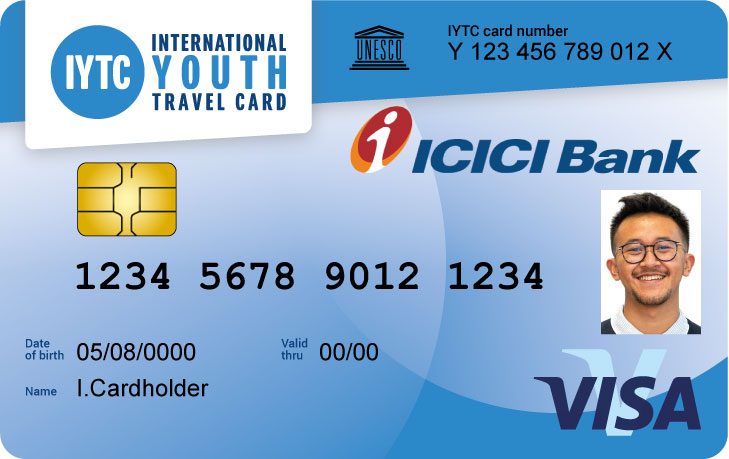 IYTC
INTERNATIONAL
YOUTH
TRAVEL CARD
UNESCO
IYTC card number
Y 123 456 789 012 X
i ICICI Bank
1234 5678 9012 1234
Date
of birth 05/08/0000
Valid
thru 00/00
Name I.Cardholder
VISA